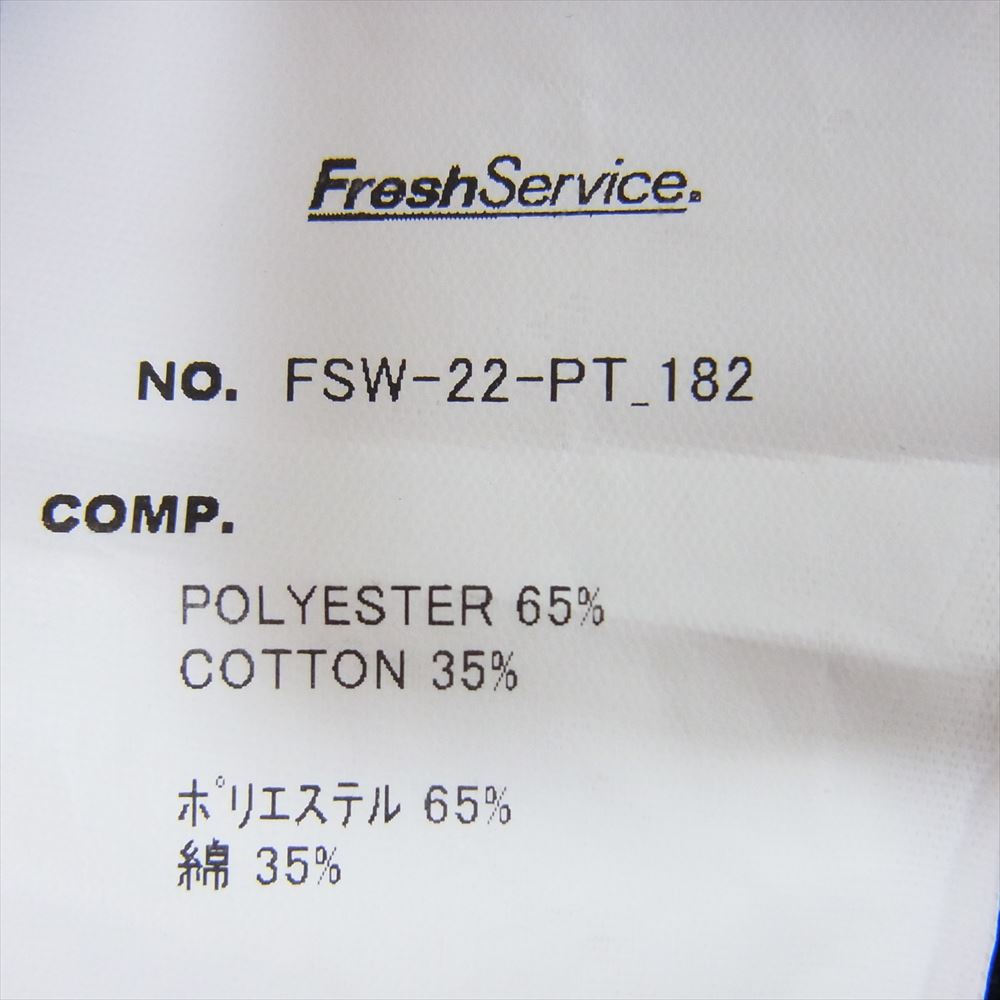 FreshService.
NO. FSW-22-PT_182
COMP.
POLYESTER 65%
COTTON 35%
ポリエステル 65%
綿 35%